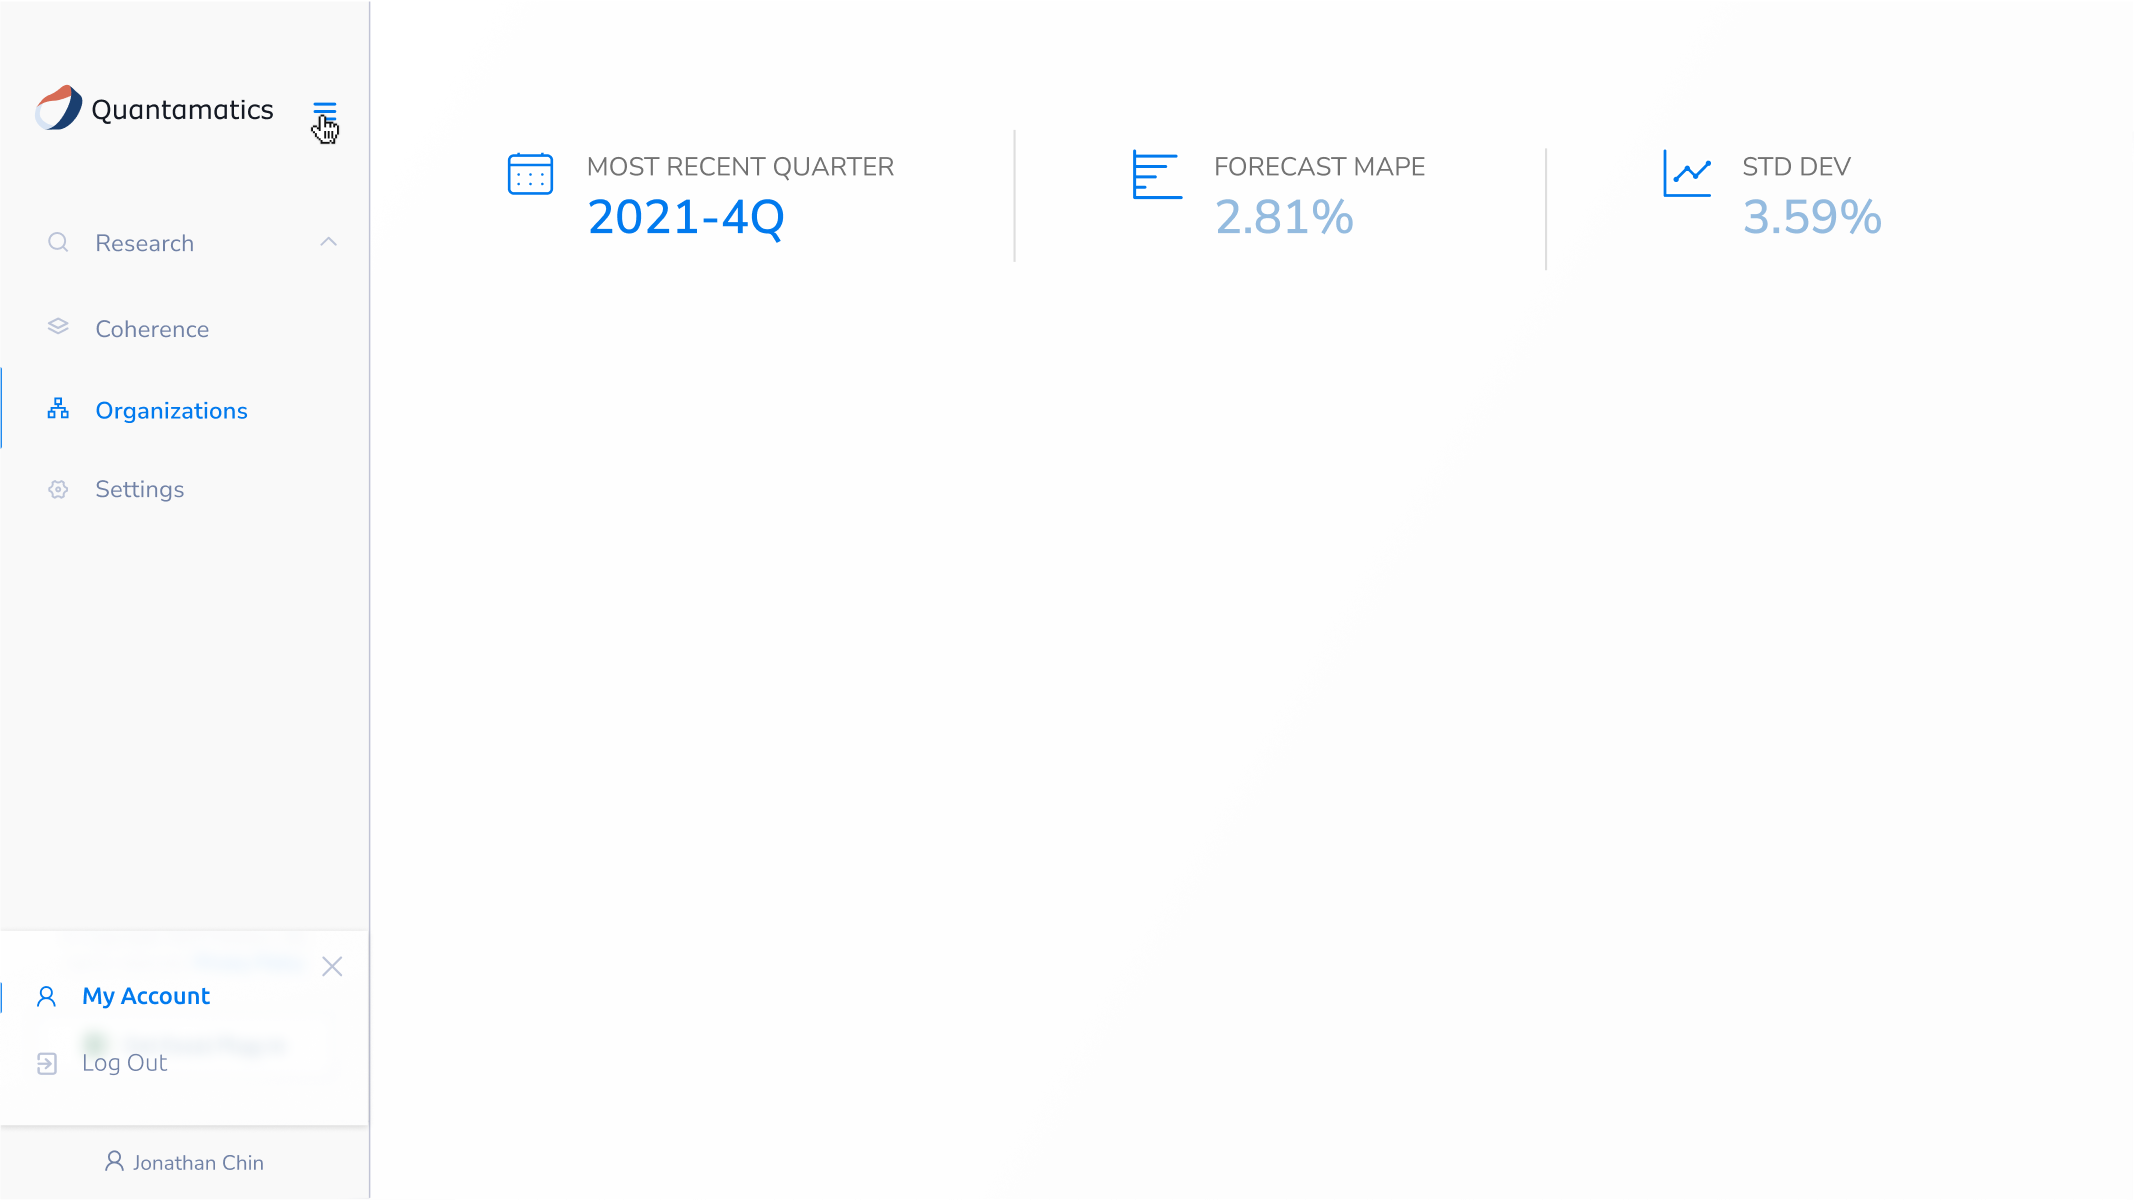 Quantamatics
Research
Coherence
Organizations
Settings
My Account
Log Out
Jonathan Chin
MOST RECENT QUARTER
2021-4Q
FORECAST MAPE
2.81%
STD DEV
3.59%